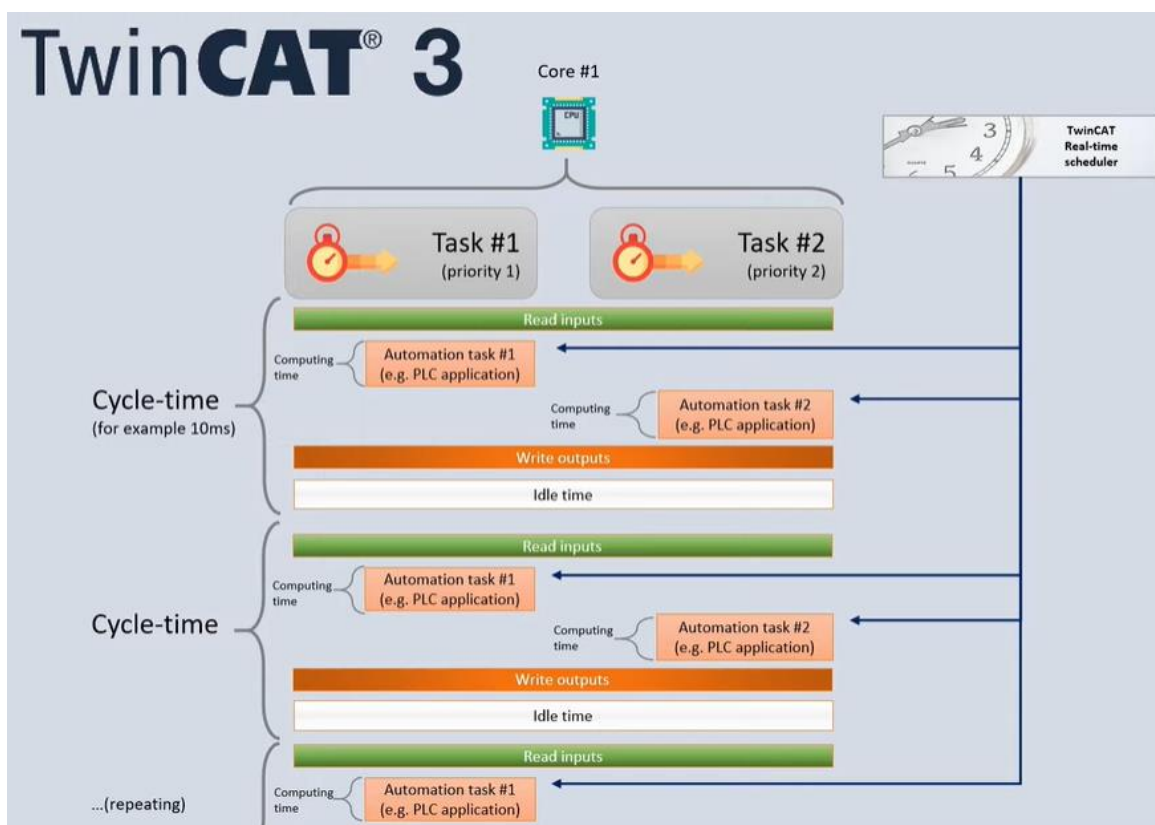 TwinCAT® 3
Core #1
CPU
3
4
5
TwinCAT
Real-time
scheduler
Task #1
(priority 1)
Task #2
(priority 2)
Read inputs
Computing
time
Automation task #1
(e.g. PLC application)
Cycle-time
(for example 10ms)
Computing
time
Automation task #2
(e.g. PLC application)
Write outputs
Idle time
Read inputs
Computing
time
Automation task #1
(e.g. PLC application)
Cycle-time
Computing
time
Automation task #2
(e.g. PLC application)
Write outputs
Idle time
Read inputs
...(repeating)
Computing
time
Automation task #1
(e.g. PLC application)